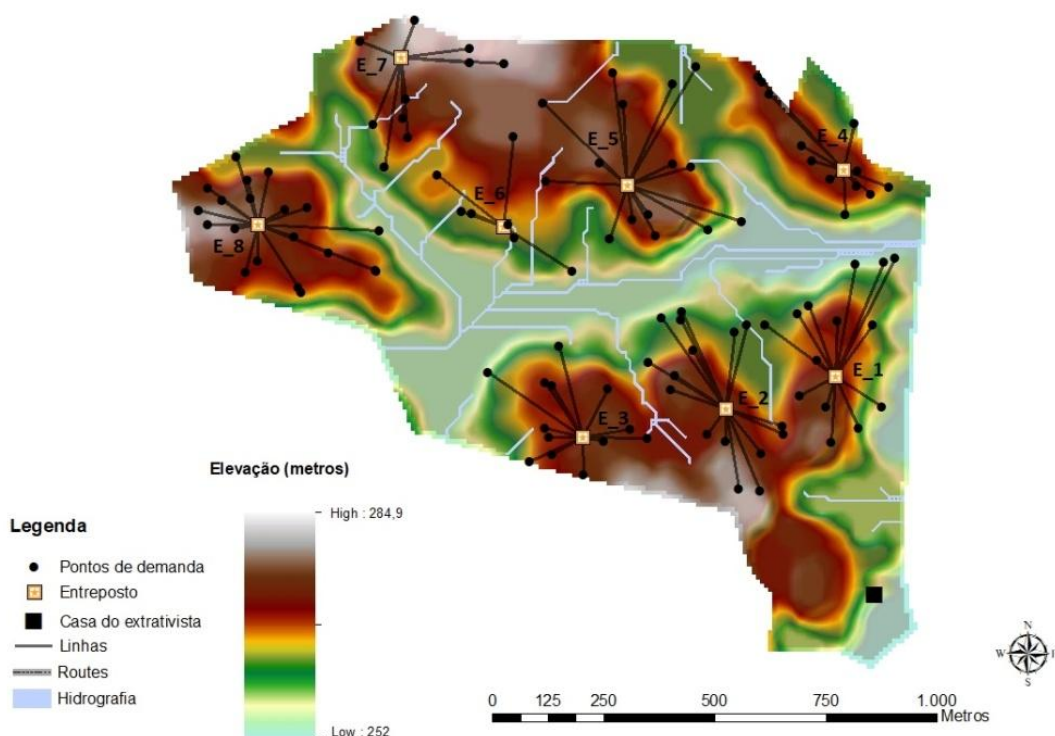 E_7
E_4
E_5
E_6
E_8
E_1
E_2
E_3
Elevação (metros)
High : 284,9
Low : 252
Legenda
Pontos de demanda
Entreposto
Casa do extrativista
Linhas
Routes
Hidrografia
N
W
E
S
0 125 250 500 750 1.000
Metros